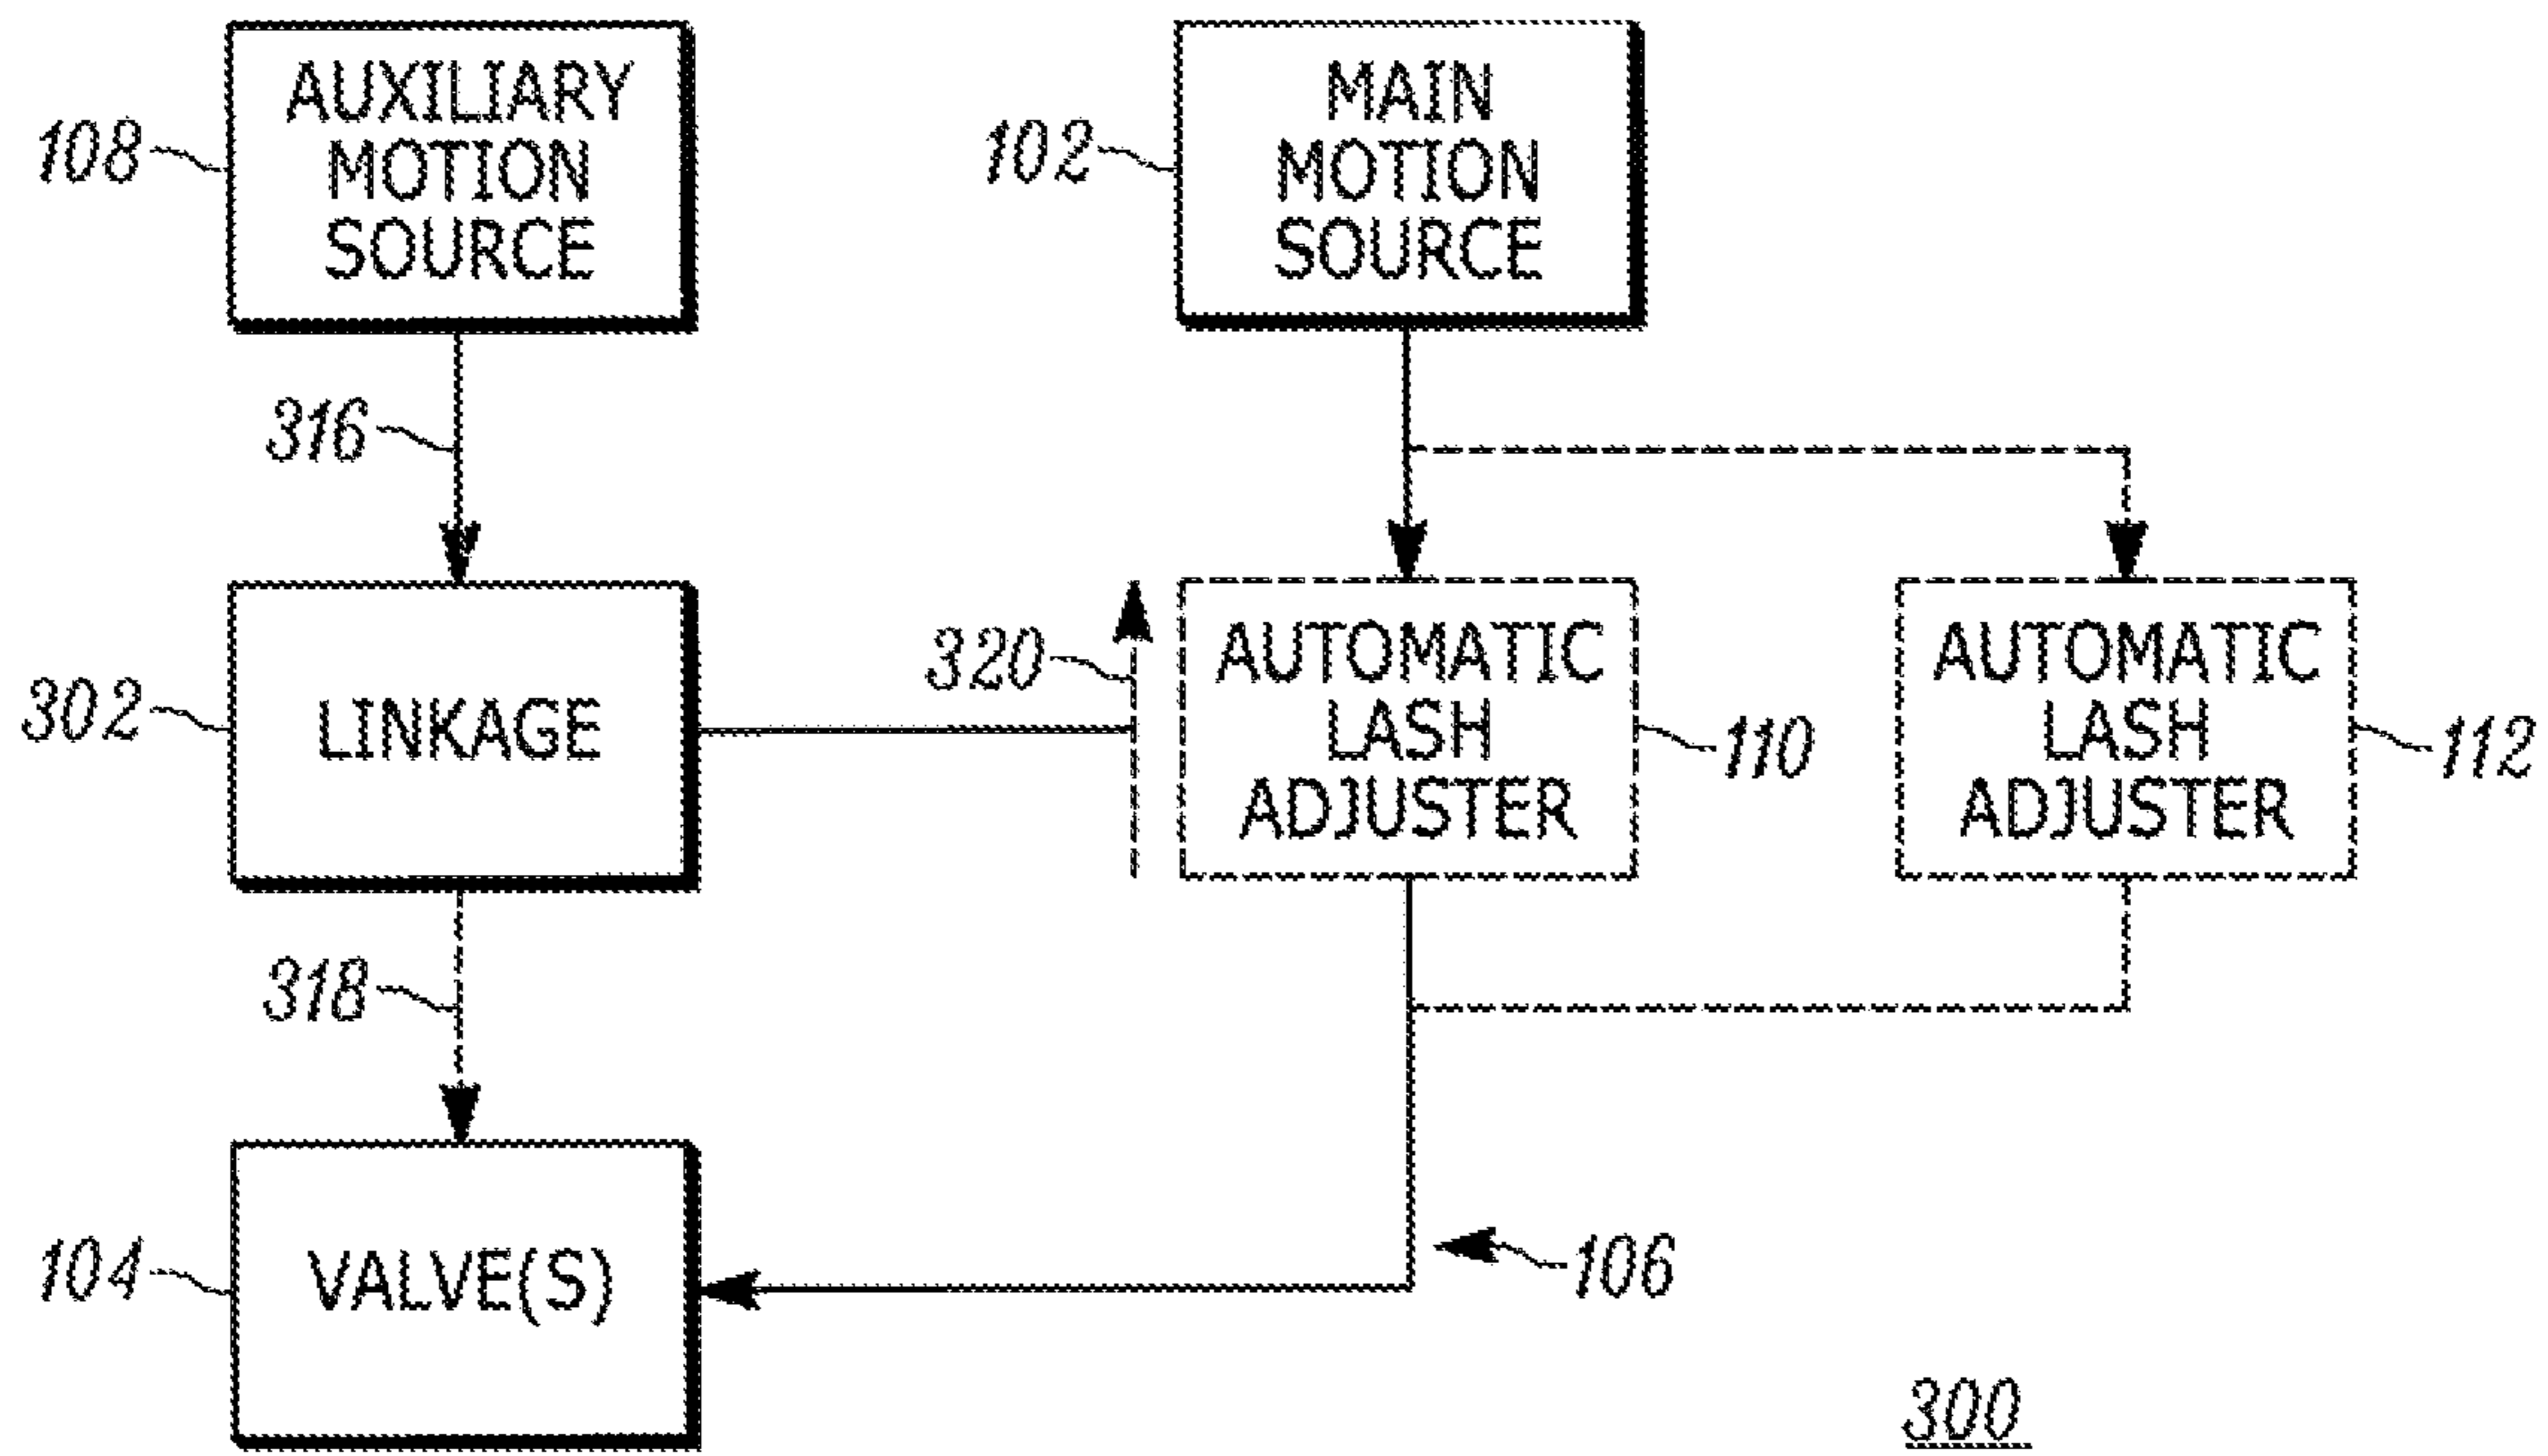 AUXILIARY
MOTION
SOURCE
108
MAIN
MOTION
SOURCE
102
316
LINKAGE
302
320
AUTOMATIC
LASH
ADJUSTER
110
AUTOMATIC
LASH
ADJUSTER
112
318
VALVE(S)
104
106
300